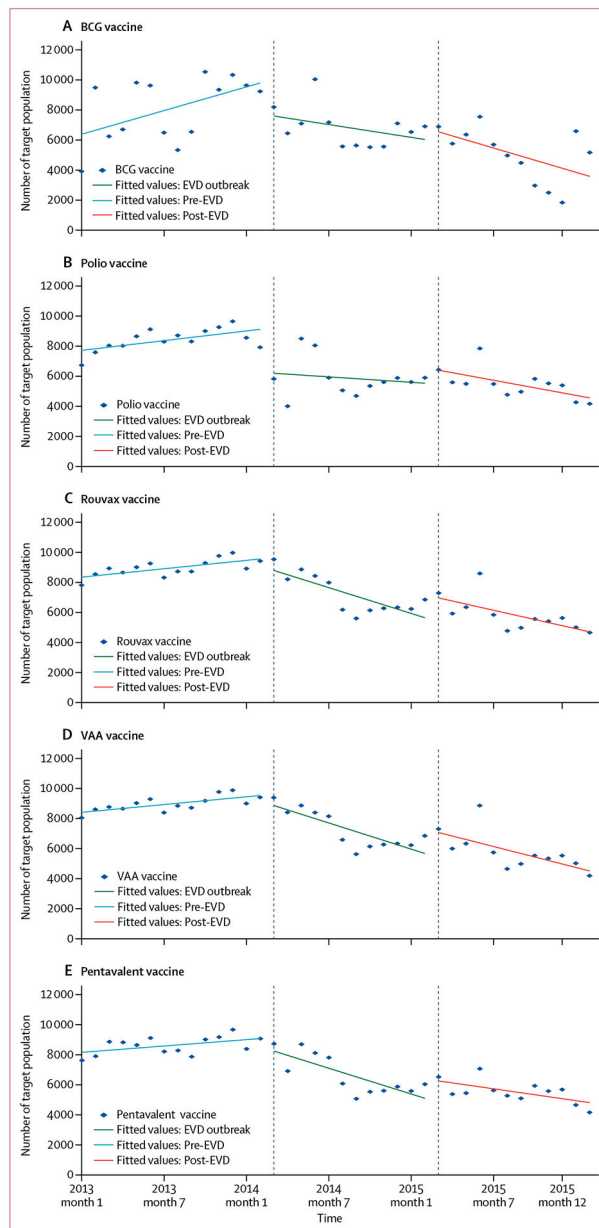 A BCG vaccine
12 000
10 000
8000
6000
4000
2000
0
Number of target population
BCG vaccine
Fitted values: EVD outbreak
Fitted values: Pre-EVD
Fitted values: Post-EVD
B Polio vaccine
12 000
10 000
8000
6000
4000
2000
0
Number of target population
Polio vaccine
Fitted values: EVD outbreak
Fitted values: Pre-EVD
Fitted values: Post-EVD
C Rouvax vaccine
12 000
10 000
8000
6000
4000
2000
0
Number of target population
Rouvax vaccine
Fitted values: EVD outbreak
Fitted values: Pre-EVD
Fitted values: Post-EVD
D VAA vaccine
12 000
10 000
8000
6000
4000
2000
0
Number of target population
VAA vaccine
Fitted values: EVD outbreak
Fitted values: Pre-EVD
Fitted values: Post-EVD
E Pentavalent vaccine
12 000
10 000
8000
6000
4000
2000
0
Number of target population
Pentavalent vaccine
Fitted values: EVD outbreak
Fitted values: Pre-EVD
Fitted values: Post-EVD
2013 2013 2014 2014 2015 2015 2015
month 1 month 7 month 1 month 7 month 1 month 7 month 12
Time